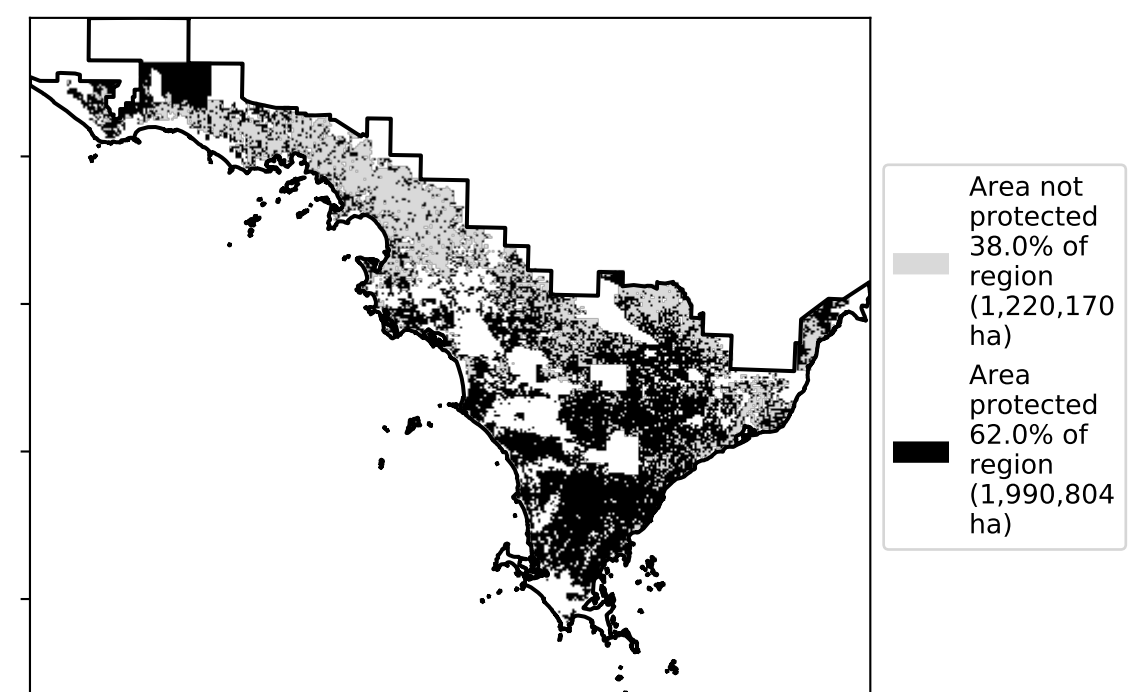 Area not
protected
38.0% of
region
(1,220,170
ha)
Area
protected
62.0% of
region
(1,990,804
ha)